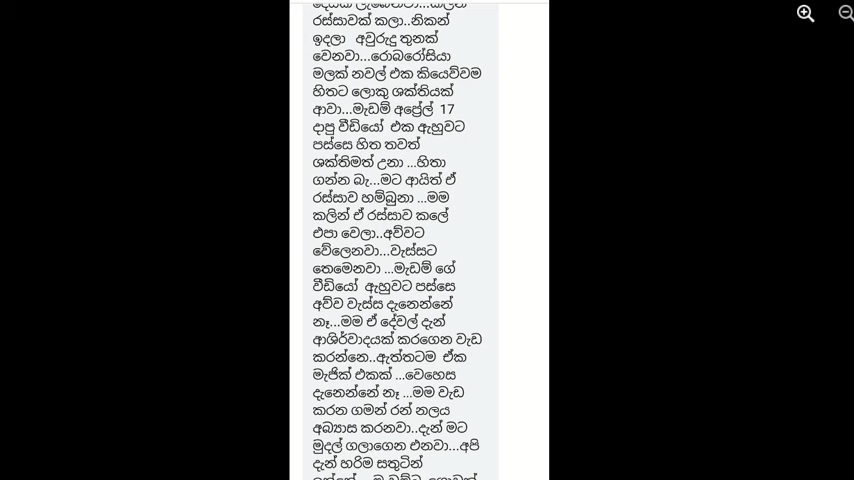 රස්සාවක් කලා..නිකන්
ඉදලා අවුරුදු තුනක්
වෙනවා...රොබරෝසියා
මලක් නවල් එක කියෙව්වම
හිතට ලොකු ශක්තියක්
ආවා...මැඩම් අප්‍රේල් 17
දාපු වීඩියෝ එක ඇහුවට
පස්සෙ හිත තවත්
ශක්තිමත් උනා ...හිතා
ගන්න බැ...මට ආයිත් ඒ
රස්සාව හම්බුනා ...මම
කලින් ඒ රස්සාව කලේ
එපා වෙලා..අව්වට
වේලෙනවා...වැස්සට
තෙමෙනවා ...මැඩම් ගේ
වීඩියෝ ඇහුවට පස්සෙ
අව්ව වැස්ස දැනෙන්නේ
නෑ...මම ඒ දේවල් දැන්
ආශිර්වාදයක් කරගෙන වැඩ
කරන්නෙ..ඇත්තටම ඒක
මැජික් එකක් ...වෙහෙස
දැනෙන්නේ නෑ ...මම වැඩ
කරන ගමන් රන් නලය
අබ්‍යාස කරනවා..දැන් මට
මුදල් ගලාගෙන එනවා...අපි
දැන් හරිම සතුටින්